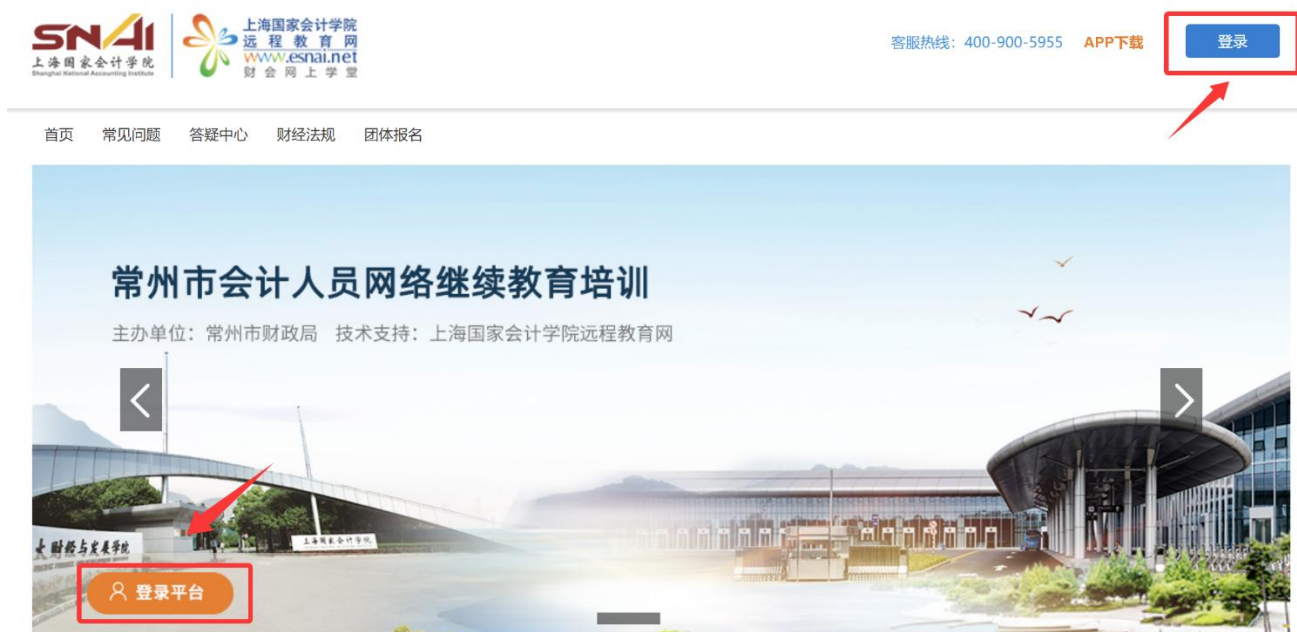 SNAI
上海国家会计学院
Shanghai National Accounting Institute
上海国家会计学院
远程教育网
www.esnai.net
财会网上学堂
客服热线：400-900-5955 APP下载 登录
首页 常见问题 答疑中心 财经法规 团体报名
常州市会计人员网络继续教育培训
主办单位：常州市财政局 技术支持：上海国家会计学院远程教育网
财经与发展学院
上海国家会计学院
登录平台